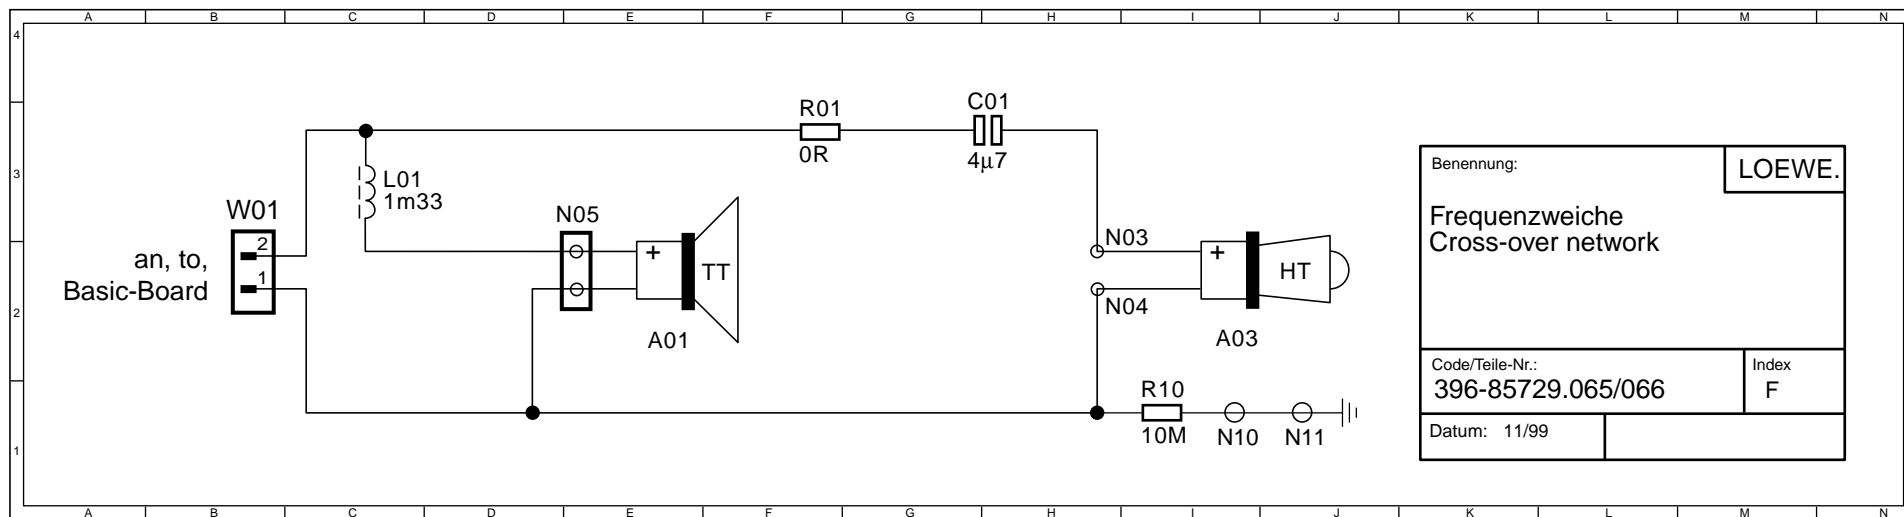 A B C D E F G H I J K L M N
4
3
2
1
R01
0R
C01
4µ7
L01
1m33
W01
2
1
an, to,
Basic-Board
N05
+
TT
A01
N03
N04
+
HT
A03
R10
10M
N10
N11
Benennung:
LOEWE.
Frequenzweiche
Cross-over network
Code/Teile-Nr.:
396-85729.065/066
Index
F
Datum: 11/99
A B C D E F G H I J K L M N